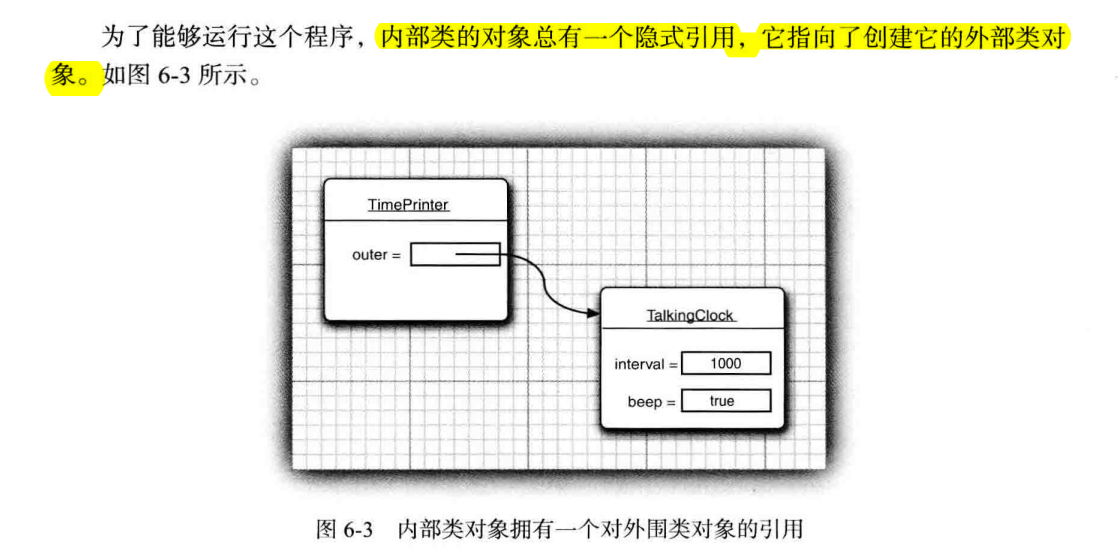 为了能够运行这个程序，内部类的对象总有一个隐式引用，它指向了创建它的外部类对
象。如图 6-3 所示。
TimePrinter
outer =
TalkingClock
interval = 1000
beep = true
图 6-3 内部类对象拥有一个对外围类对象的引用